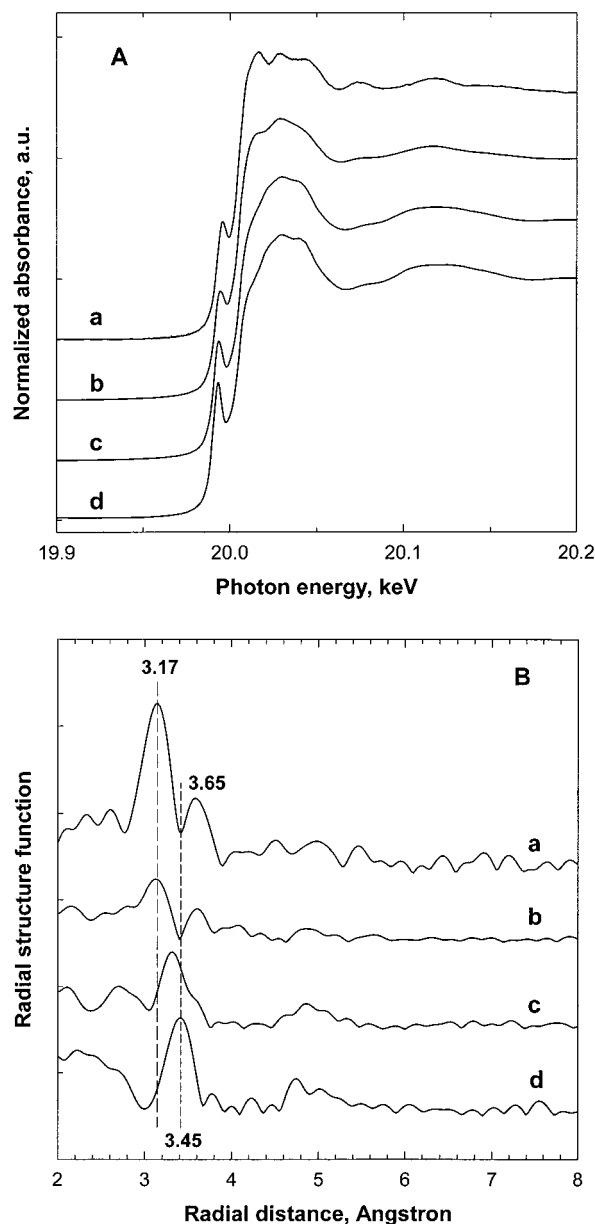 A
Normalized absorbance, a.u.
a
b
c
d
19.9 20.0 20.1 20.2
Photon energy, keV
B
3.17
3.65
Radial structure function
a
b
c
d
3.45
2 3 4 5 6 7 8
Radial distance, Angstron